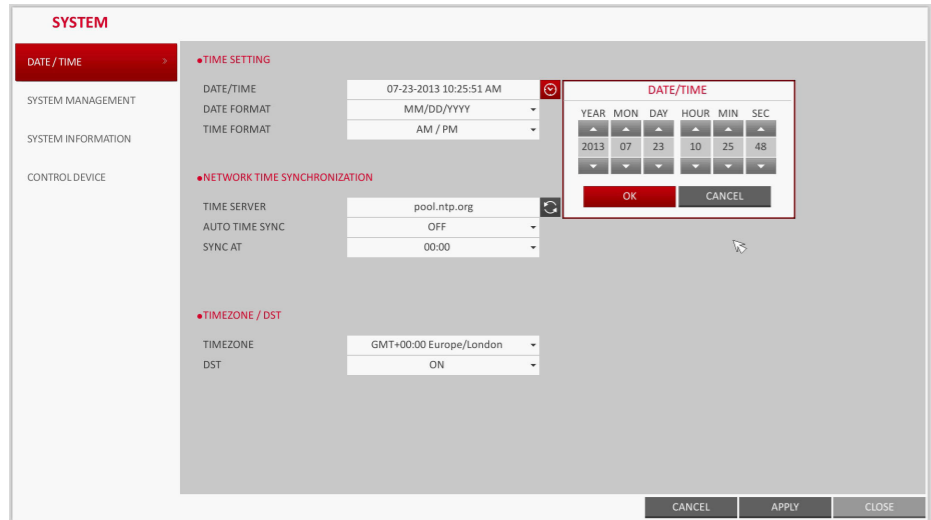 SYSTEM
DATE / TIME >
SYSTEM MANAGEMENT
SYSTEM INFORMATION
CONTROL DEVICE
●TIME SETTING
DATE/TIME 07-23-2013 10:25:51 AM
DATE FORMAT MM/DD/YYYY
TIME FORMAT AM / PM
●NETWORK TIME SYNCHRONIZATION
TIME SERVER pool.ntp.org
AUTO TIME SYNC OFF
SYNC AT 00:00
●TIMEZONE / DST
TIMEZONE GMT+00:00 Europe/London
DST ON
DATE/TIME
YEAR MON DAY HOUR MIN SEC
2013 07 23 10 25 48
OK CANCEL
CANCEL APPLY CLOSE